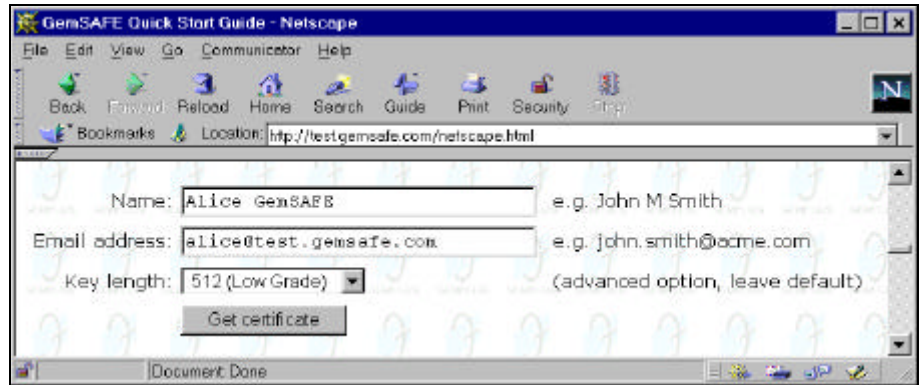 GemSAFE Quick Start Guide - Netscape
File Edit View Go Communicator Help
Back Forward Reload Home Search Guide Print Security Stop
Bookmarks Location: http://testgemsafe.com/netscape.html
Name: Alice GemSAFE e.g. John M Smith
Email address: alice@test.gemsafe.com e.g. john.smith@acme.com
Key length: 512 (Low Grade) (advanced option, leave default)
Get certificate
Document: Done